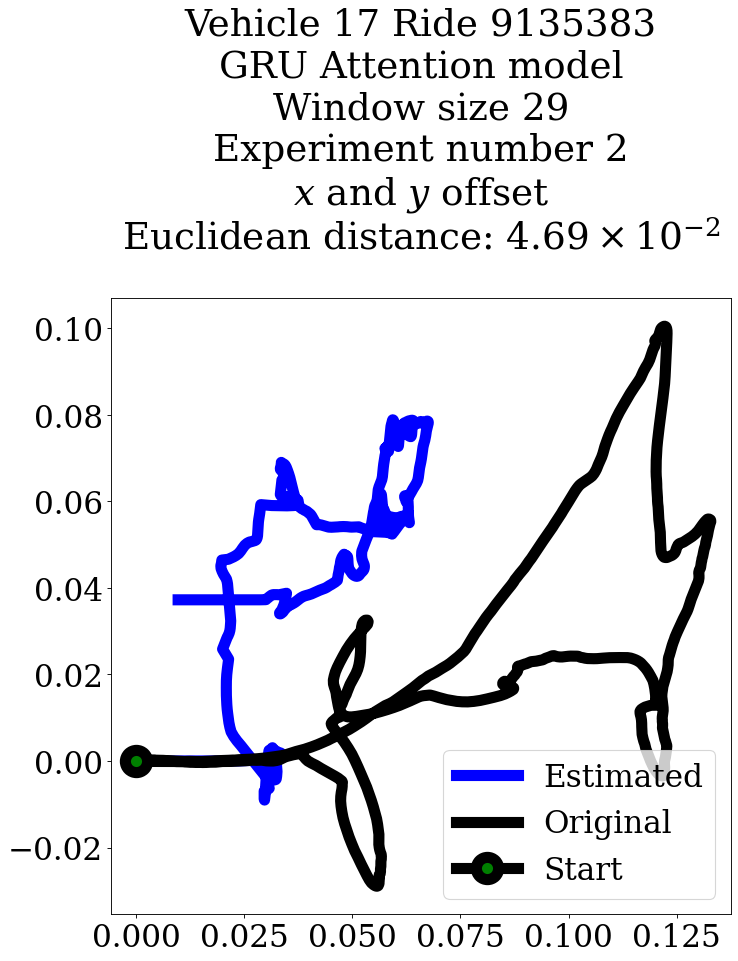 Vehicle 17 Ride 9135383
GRU Attention model
Window size 29
Experiment number 2
x and y offset
Euclidean distance: 4.69 × 10⁻²
0.10
0.08
0.06
0.04
0.02
0.00
−0.02
Estimated
Original
Start
0.000 0.025 0.050 0.075 0.100 0.125